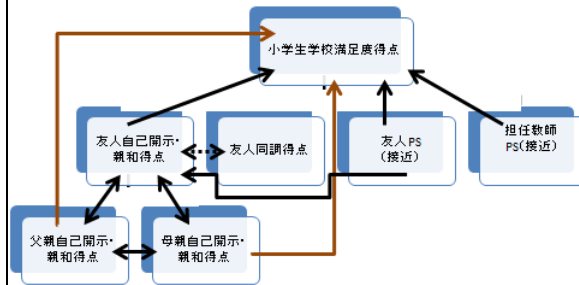 小学生学校満足度得点
友人自己開示・
親和得点
友人同調得点
友人PS
(接近)
担任教師
PS(接近)
父親自己開示・
親和得点
母親自己開示・
親和得点